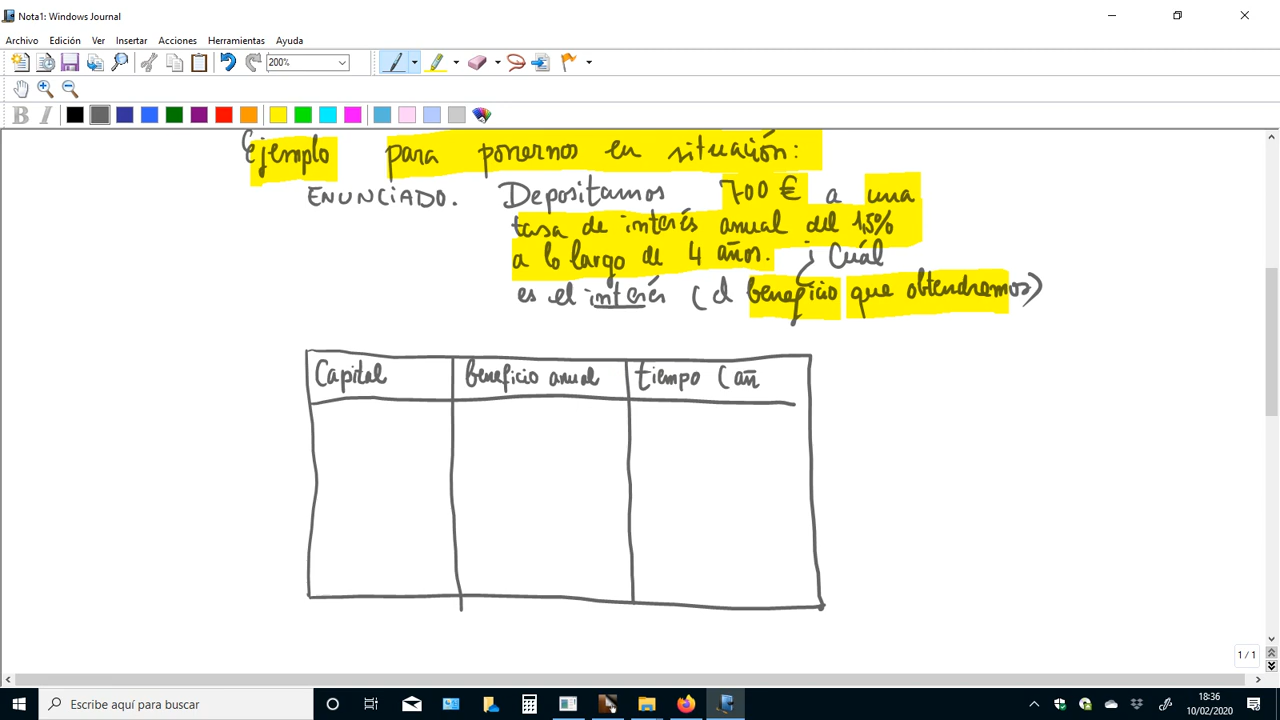 Nota1: Windows Journal
Archivo Edición Ver Insertar Acciones Herramientas Ayuda
200%
B I
Ejemplo para ponernos en situación:
ENUNCIADO. Depositamos 700 € a una
tasa de interés anual del 1,5%
a lo largo de 4 años. ¿Cuál
es el interés (el beneficio que obtendremos)
Capital beneficio anual tiempo (añ
1 / 1
Escribe aquí para buscar
18:36
10/02/2020